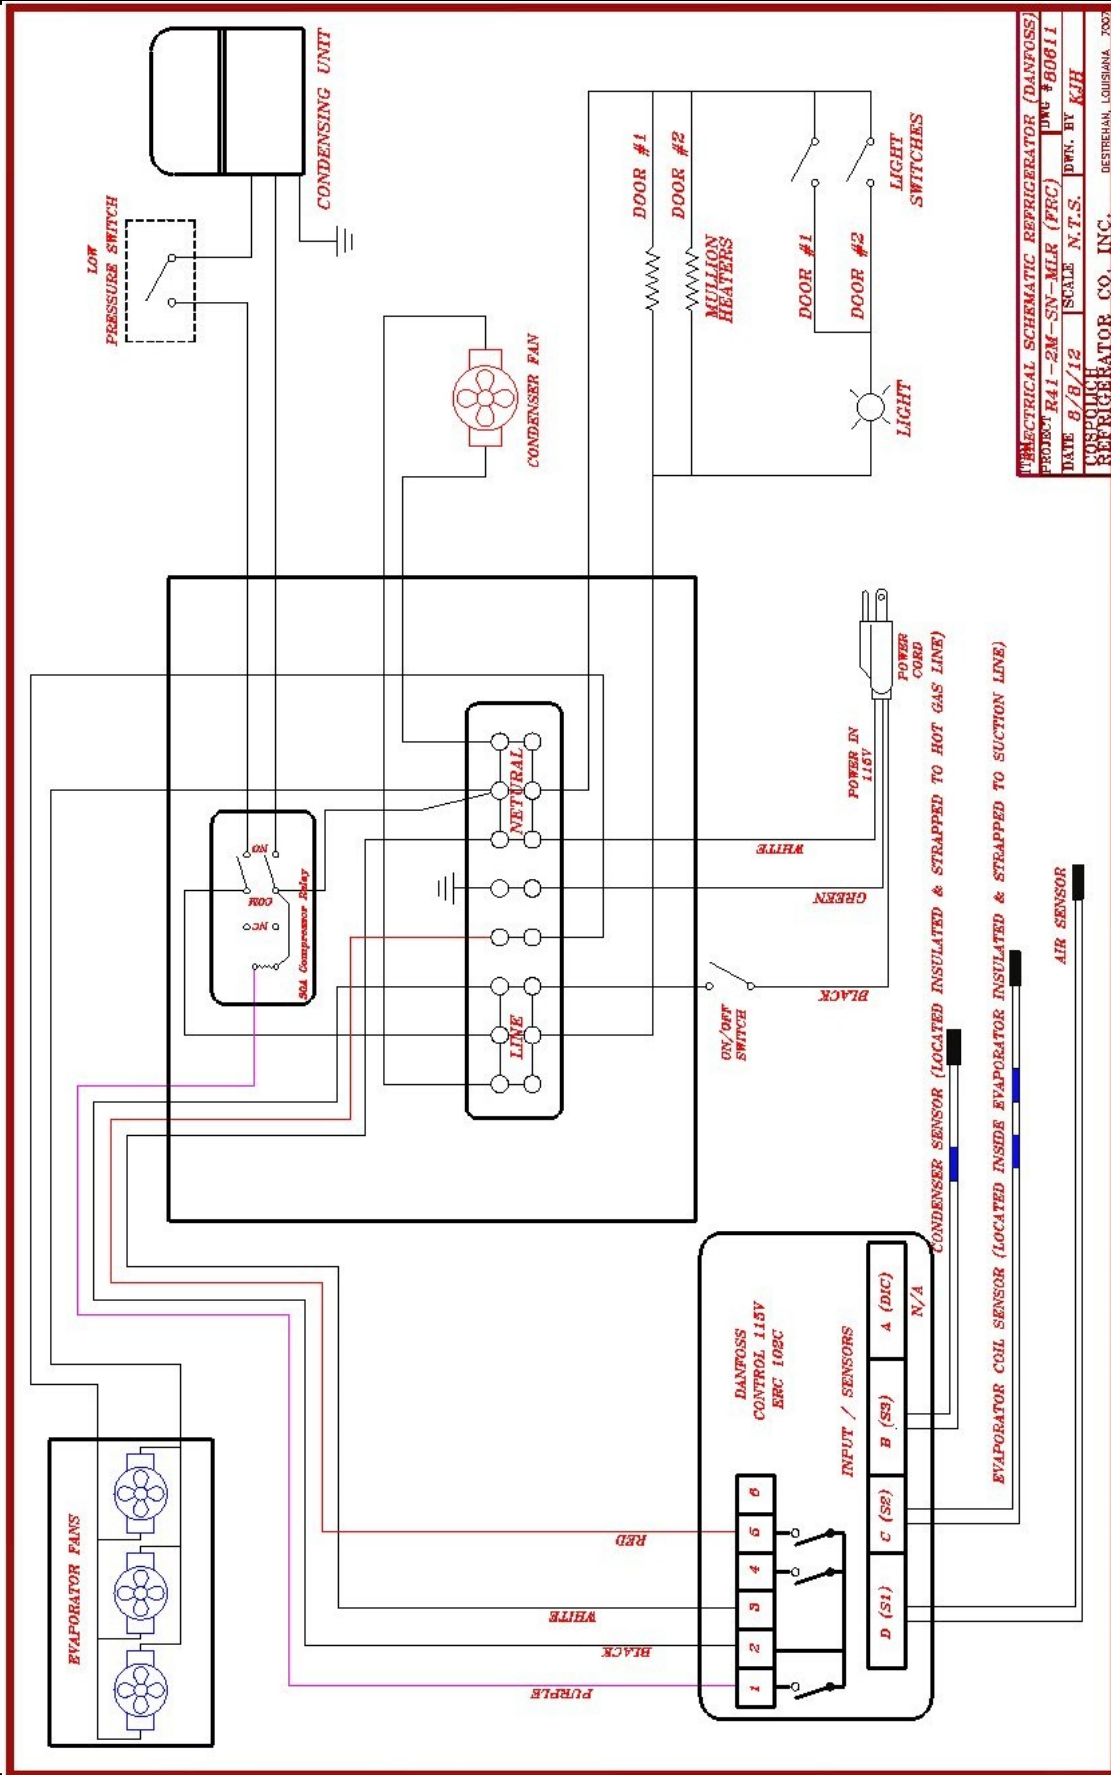 CONDENSING UNIT
LOW
PRESSURE SWITCH
CONDENSER FAN
DOOR #1
DOOR #2
MULLION
HEATERS
DOOR #1
DOOR #2
LIGHT
SWITCHES
LIGHT
NO
COM
NC
30A Compressor Relay
NETURAL
LINE
POWER
CORD
POWER IN
115V
WHITE
GREEN
BLACK
ON/OFF
SWITCH
EVAPORATOR FANS
RED
WHITE
BLACK
PURPLE
DANFOSS
CONTROL 115V
ERC 102C
INPUT / SENSORS
1 2 3 4 5 6
D (S1) C (S2) B (S3) A (DIC)
N/A
CONDENSER SENSOR (LOCATED INSULATED & STRAPPED TO HOT GAS LINE)
EVAPORATOR COIL SENSOR (LOCATED INSIDE EVAPORATOR INSULATED & STRAPPED TO SUCTION LINE)
AIR SENSOR
ITEM ELECTRICAL SCHEMATIC REFRIGERATOR (DANFOSS)
PROJECT R41-2M-SN-MLR (FRC) DWG #80611
DATE 8/8/12 SCALE N.T.S. DWN. BY KJH
COSPOLICH
REFRIGERATOR CO, INC. DESTREHAN, LOUISIANA